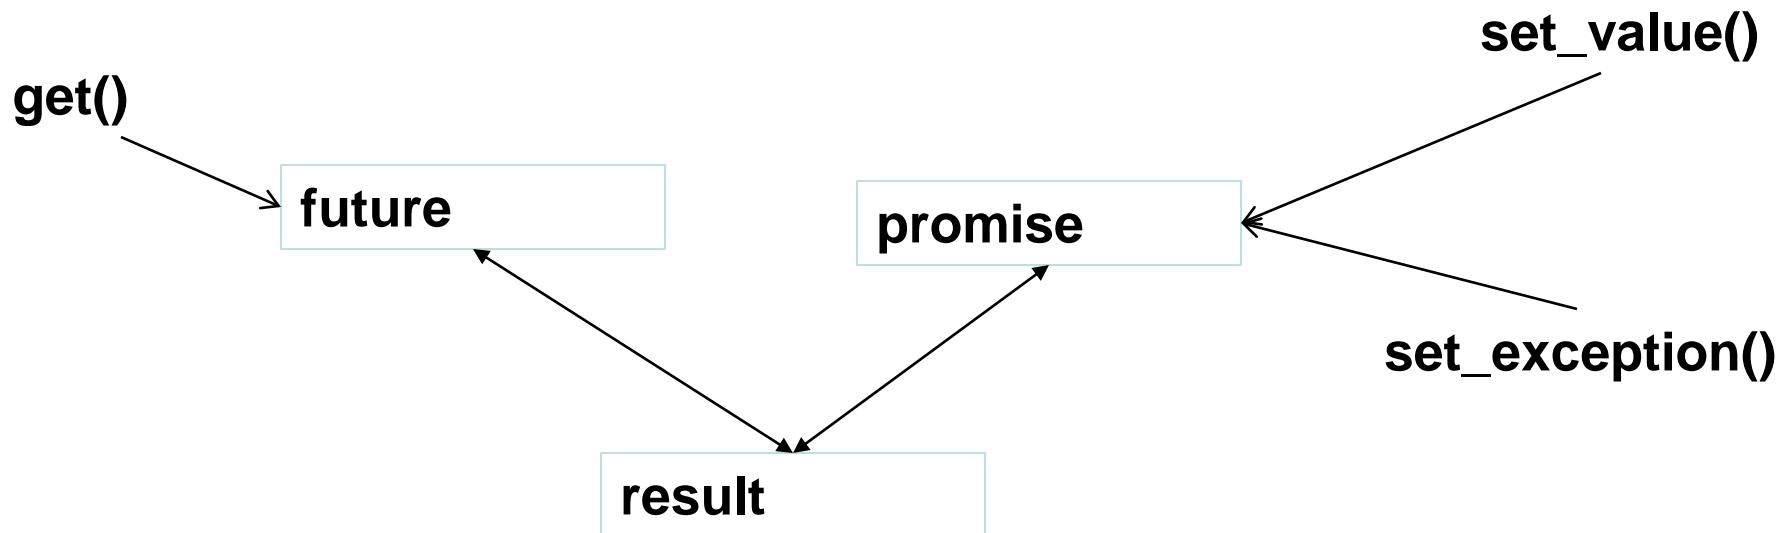 set_value()
get()
future
promise
set_exception()
result